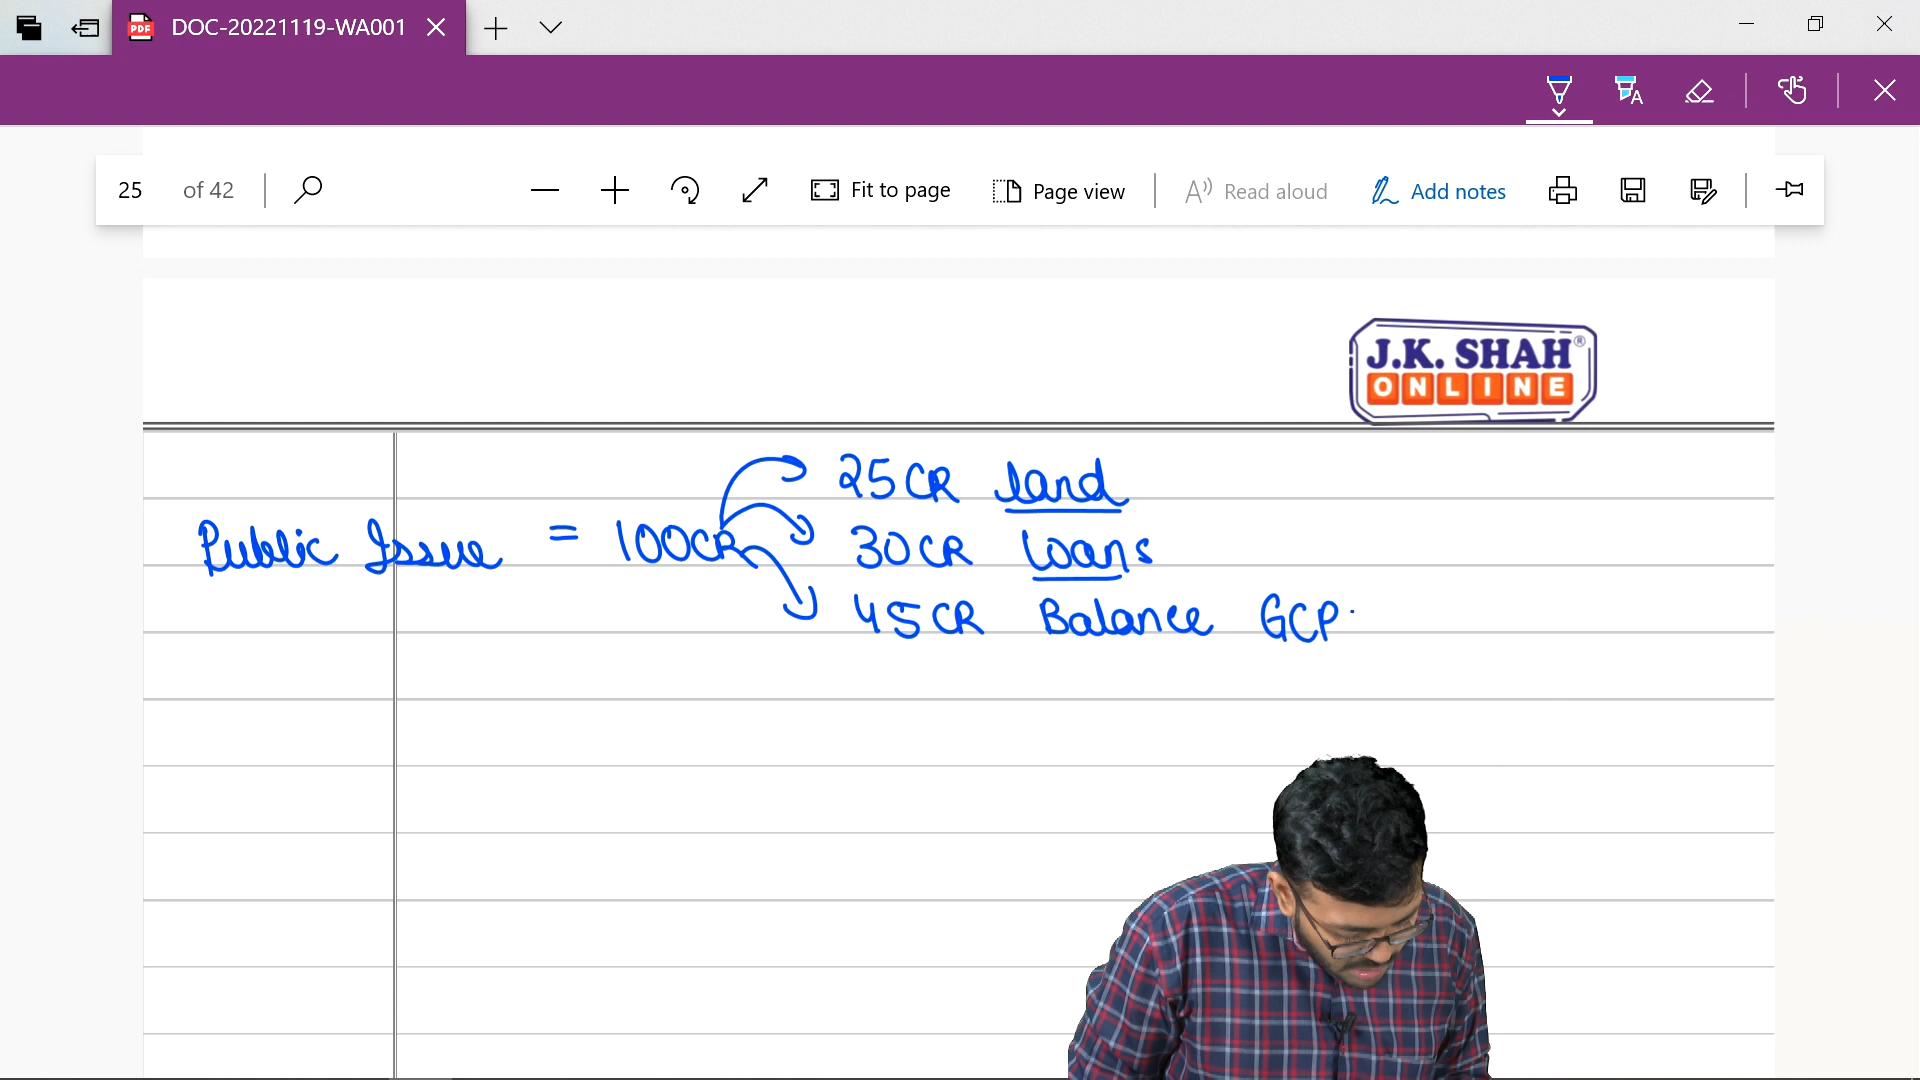 DOC-20221119-WA001
25 of 42 Fit to page Page view Read aloud Add notes
J.K. SHAH®
ONLINE
25CR land
Public Issue = 100CR 30CR loans
45CR Balance GCP.